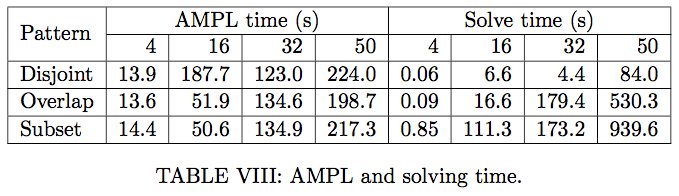 Pattern AMPL time (s) Solve time (s)
4 16 32 50 4 16 32 50
Disjoint 13.9 187.7 123.0 224.0 0.06 6.6 4.4 84.0
Overlap 13.6 51.9 134.6 198.7 0.09 16.6 179.4 530.3
Subset 14.4 50.6 134.9 217.3 0.85 111.3 173.2 939.6
TABLE VIII: AMPL and solving time.